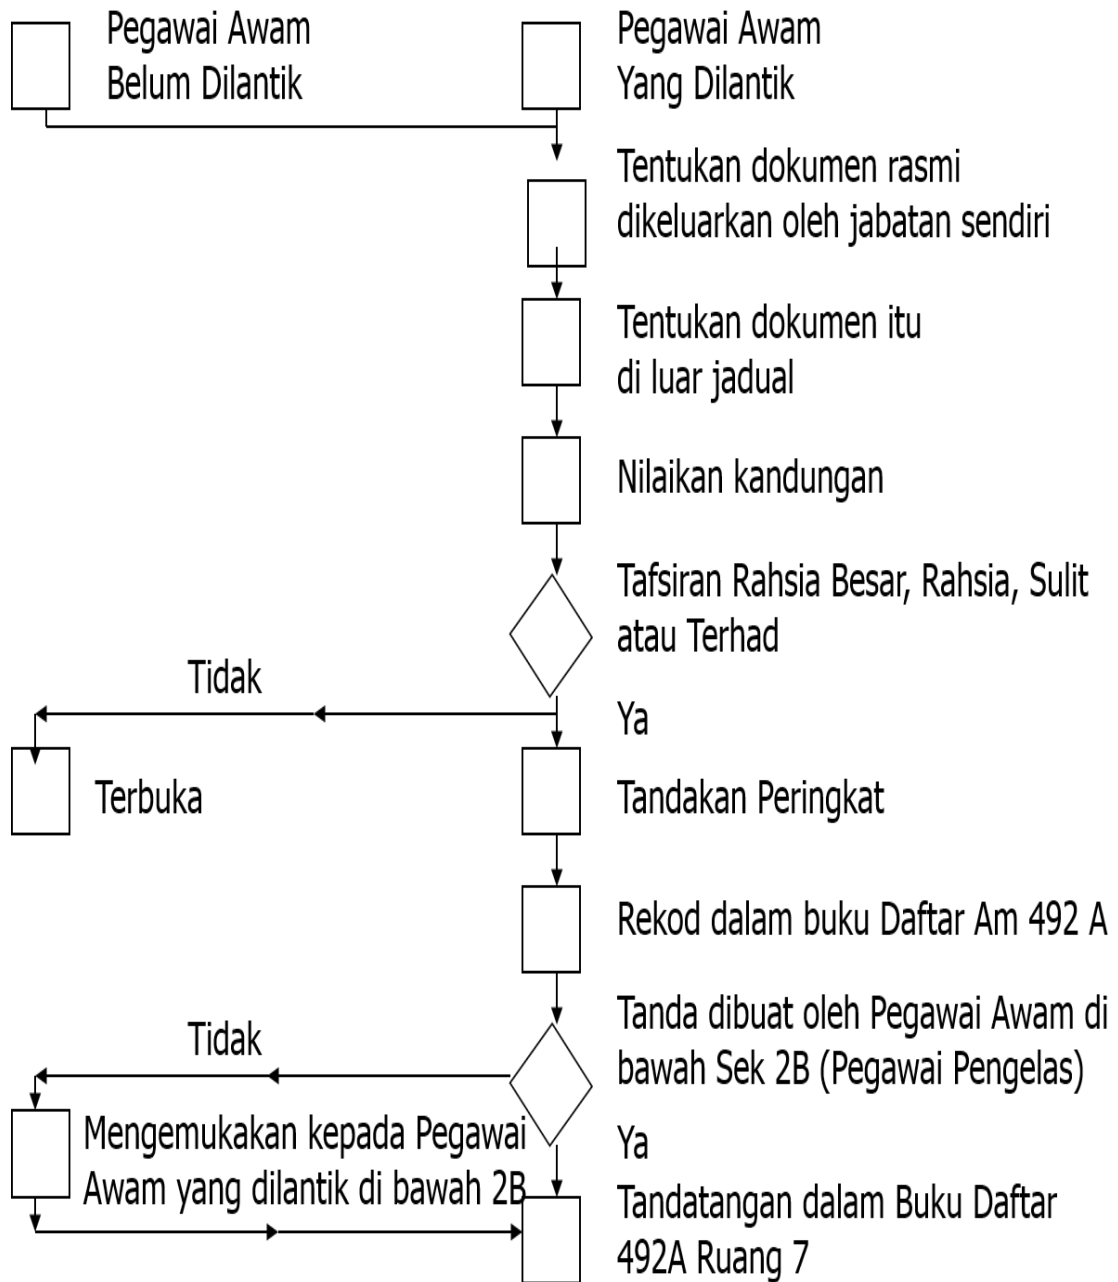 Pegawai Awam
Belum Dilantik
Pegawai Awam
Yang Dilantik
Tentukan dokumen rasmi
dikeluarkan oleh jabatan sendiri
Tentukan dokumen itu
di luar jadual
Nilaikan kandungan
Tafsiran Rahsia Besar, Rahsia, Sulit
atau Terhad
Tidak
Ya
Terbuka
Tandakan Peringkat
Rekod dalam buku Daftar Am 492 A
Tanda dibuat oleh Pegawai Awam di
bawah Sek 2B (Pegawai Pengelas)
Tidak
Mengemukakan kepada Pegawai
Awam yang dilantik di bawah 2B
Ya
Tandatangan dalam Buku Daftar
492A Ruang 7